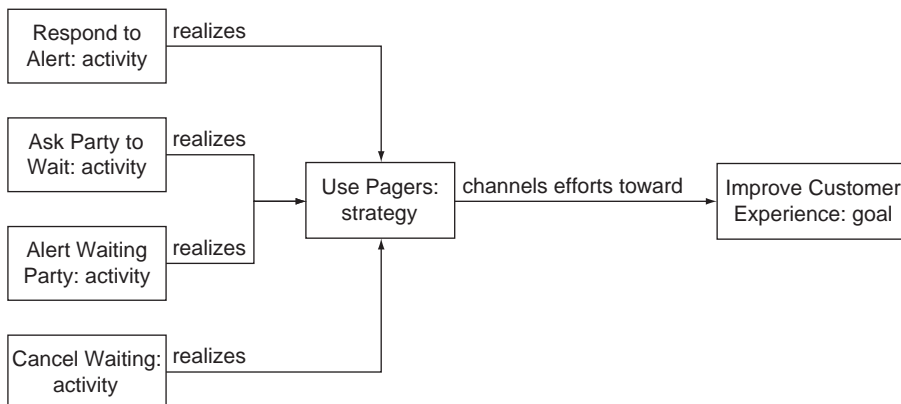 Respond to
Alert: activity
realizes
Ask Party to
Wait: activity
realizes
Alert Waiting
Party: activity
realizes
Cancel Waiting:
activity
realizes
Use Pagers:
strategy
channels efforts toward
Improve Customer
Experience: goal